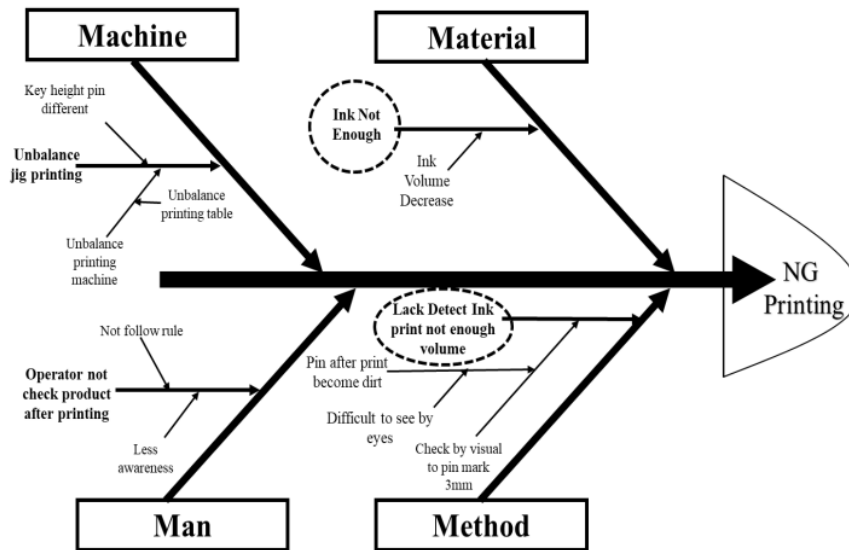 Machine
Material
Key height pin
different
Unbalance
jig printing
Unbalance
printing table
Unbalance
printing
machine
Ink Not
Enough
Ink
Volume
Decrease
NG
Printing
Not follow rule
Operator not
check product
after printing
Less
awareness
Lack Detect Ink
print not enough
volume
Pin after print
become dirt
Difficult to see by
eyes
Check by visual
to pin mark
3mm
Man
Method